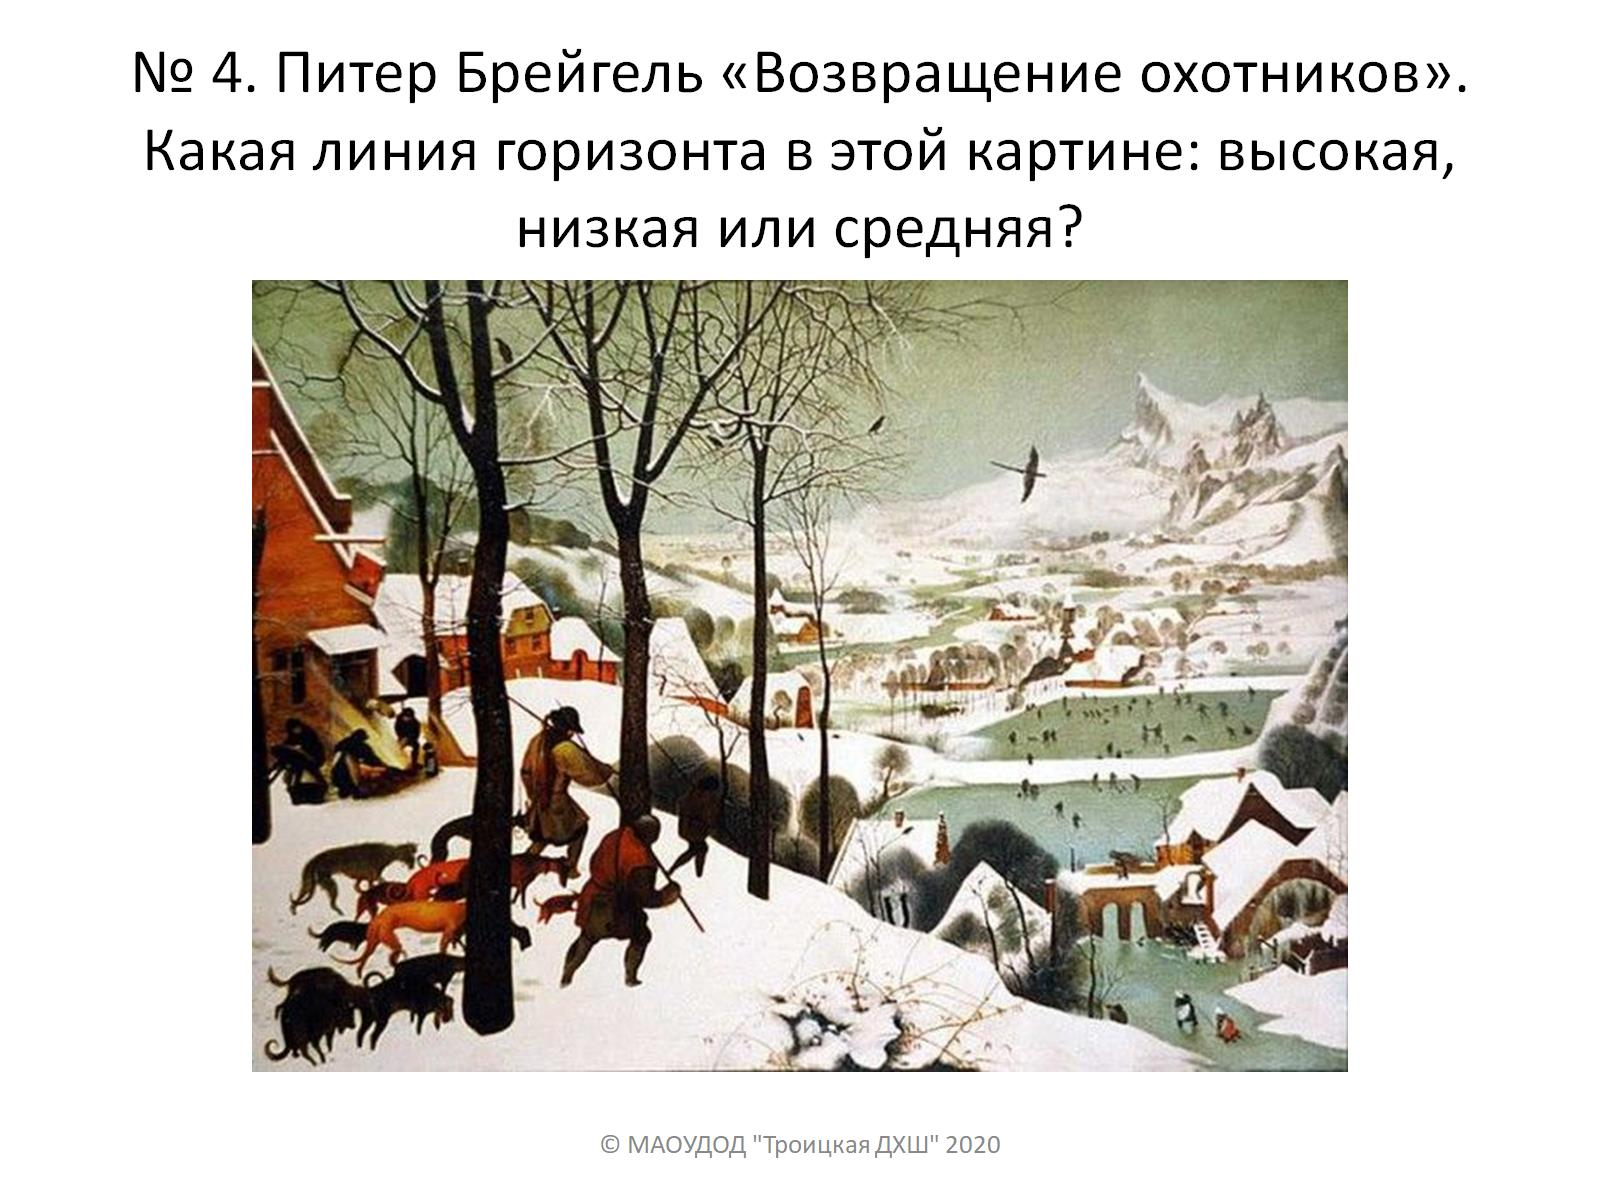 № 4. Питер Брейгель «Возвращение охотников».
Какая линия горизонта в этой картине: высокая,
низкая или средняя?
© МАОУДОД "Троицкая ДХШ" 2020